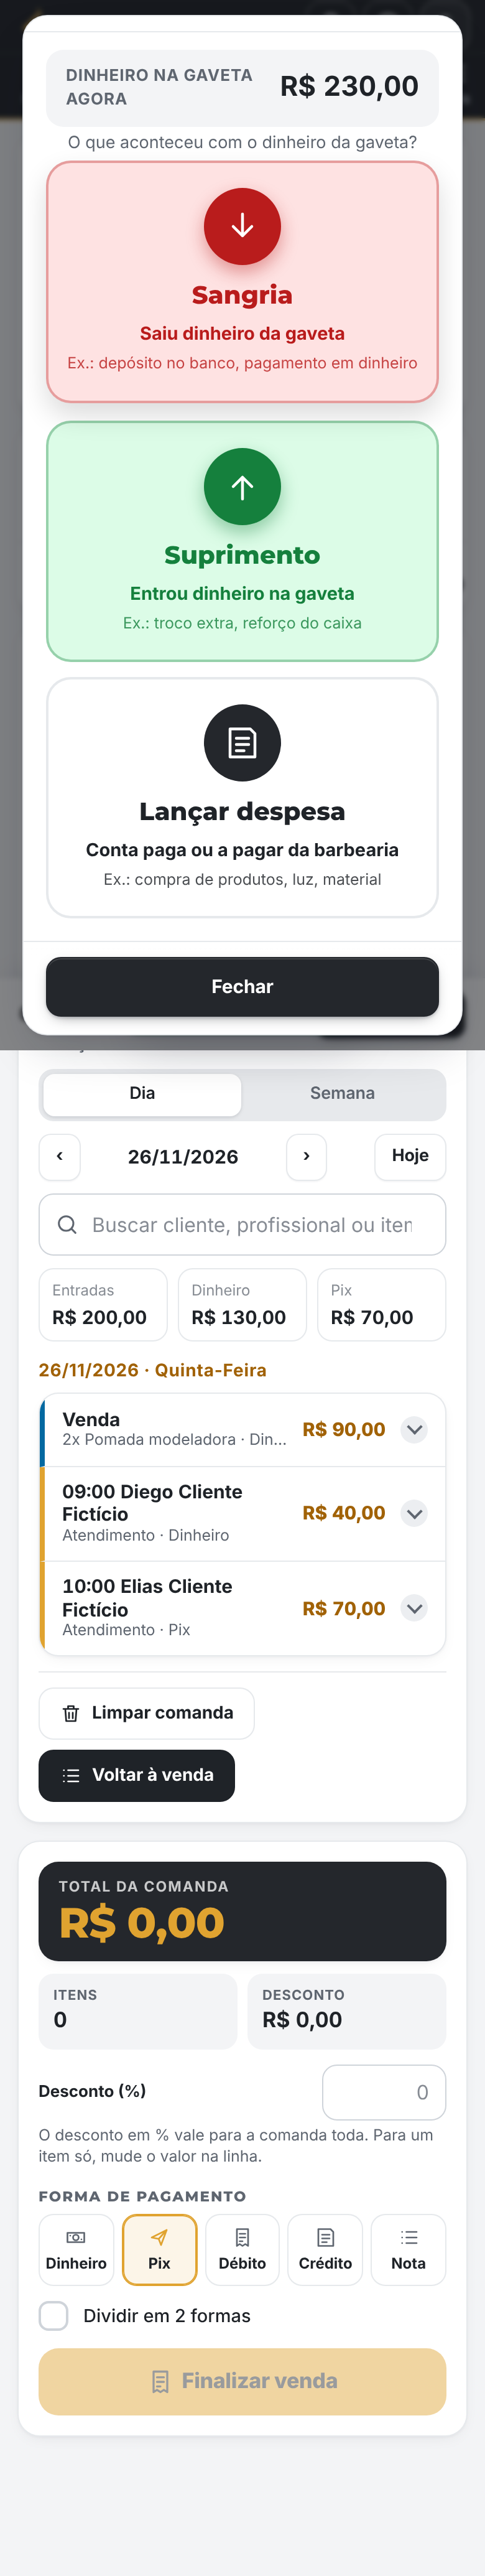 DINHEIRO NA GAVETA
AGORA
R$ 230,00
O que aconteceu com o dinheiro da gaveta?
Sangria
Saiu dinheiro da gaveta
Ex.: depósito no banco, pagamento em dinheiro
Suprimento
Entrou dinheiro na gaveta
Ex.: troco extra, reforço do caixa
Lançar despesa
Conta paga ou a pagar da barbearia
Ex.: compra de produtos, luz, material
Fechar
Dia
Semana
‹ 26/11/2026 › Hoje
Buscar cliente, profissional ou iter
Entradas
R$ 200,00
Dinheiro
R$ 130,00
Pix
R$ 70,00
26/11/2026 · Quinta-Feira
Venda
2x Pomada modeladora · Din...
R$ 90,00
09:00 Diego Cliente
Fictício
Atendimento · Dinheiro
R$ 40,00
10:00 Elias Cliente
Fictício
Atendimento · Pix
R$ 70,00
Limpar comanda
Voltar à venda
TOTAL DA COMANDA
R$ 0,00
ITENS
0
DESCONTO
R$ 0,00
Desconto (%)
0
O desconto em % vale para a comanda toda. Para um
item só, mude o valor na linha.
FORMA DE PAGAMENTO
Dinheiro
Pix
Débito
Crédito
Nota
Dividir em 2 formas
Finalizar venda